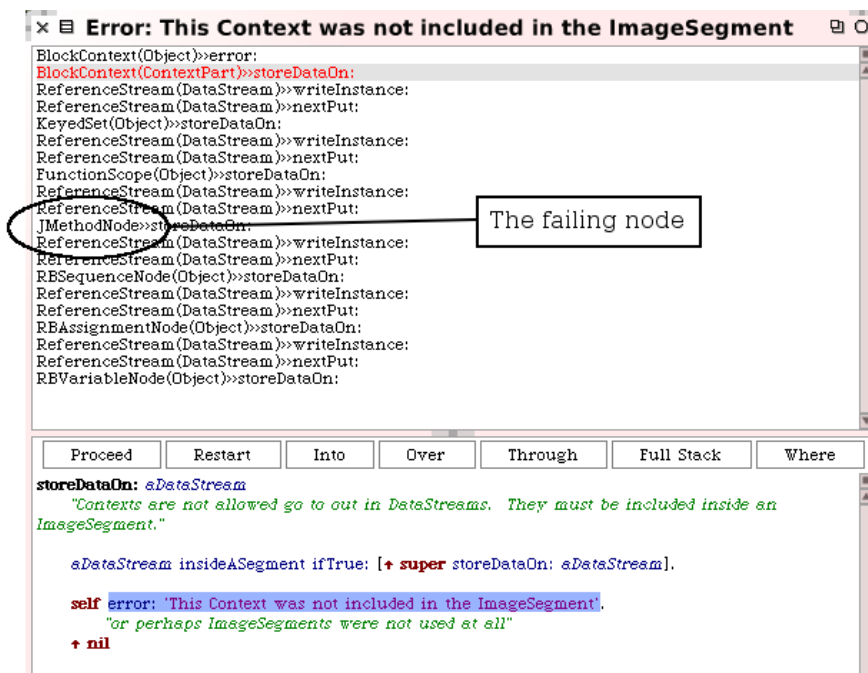 Error: This Context was not included in the ImageSegment
BlockContext(Object)>>error:
BlockContext(ContextPart)>>storeDataOn:
ReferenceStream(DataStream)>>writeInstance:
ReferenceStream(DataStream)>>nextPut:
KeyedSet(Object)>>storeDataOn:
ReferenceStream(DataStream)>>writeInstance:
ReferenceStream(DataStream)>>nextPut:
FunctionScope(Object)>>storeDataOn:
ReferenceStream(DataStream)>>writeInstance:
ReferenceStream(DataStream)>>nextPut:
JMethodNode>>storeDataOn:
The failing node
ReferenceStream(DataStream)>>writeInstance:
ReferenceStream(DataStream)>>nextPut:
RBSequenceNode(Object)>>storeDataOn:
ReferenceStream(DataStream)>>writeInstance:
ReferenceStream(DataStream)>>nextPut:
RBAssignmentNode(Object)>>storeDataOn:
ReferenceStream(DataStream)>>writeInstance:
ReferenceStream(DataStream)>>nextPut:
RBVariableNode(Object)>>storeDataOn:
Proceed Restart Into Over Through Full Stack Where
storeDataOn: aDataStream
"Contexts are not allowed go to out in DataStreams. They must be included inside an
ImageSegment."
aDataStream insideASegment ifTrue: [↑ super storeDataOn: aDataStream].
self error: 'This Context was not included in the ImageSegment'.
"or perhaps ImageSegments were not used at all"
↑ nil